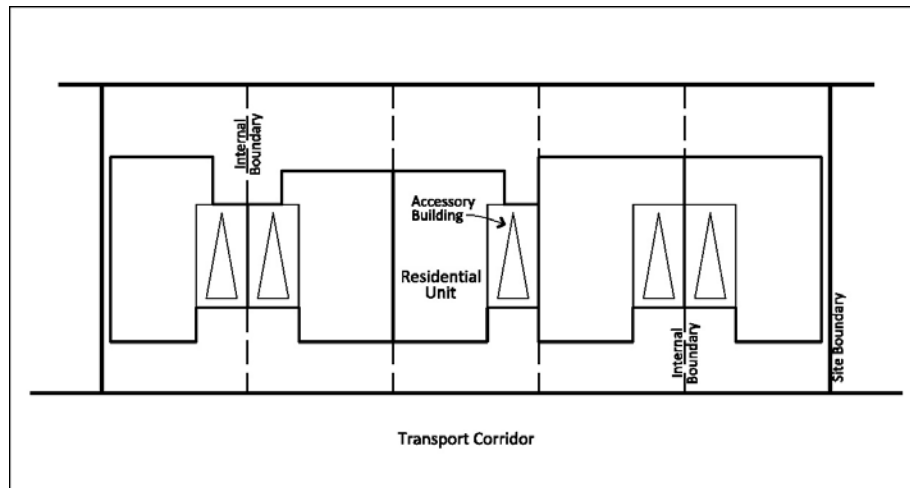 Internal
Boundary
Accessory
Building
Residential
Unit
Internal
Boundary
Site Boundary
Transport Corridor